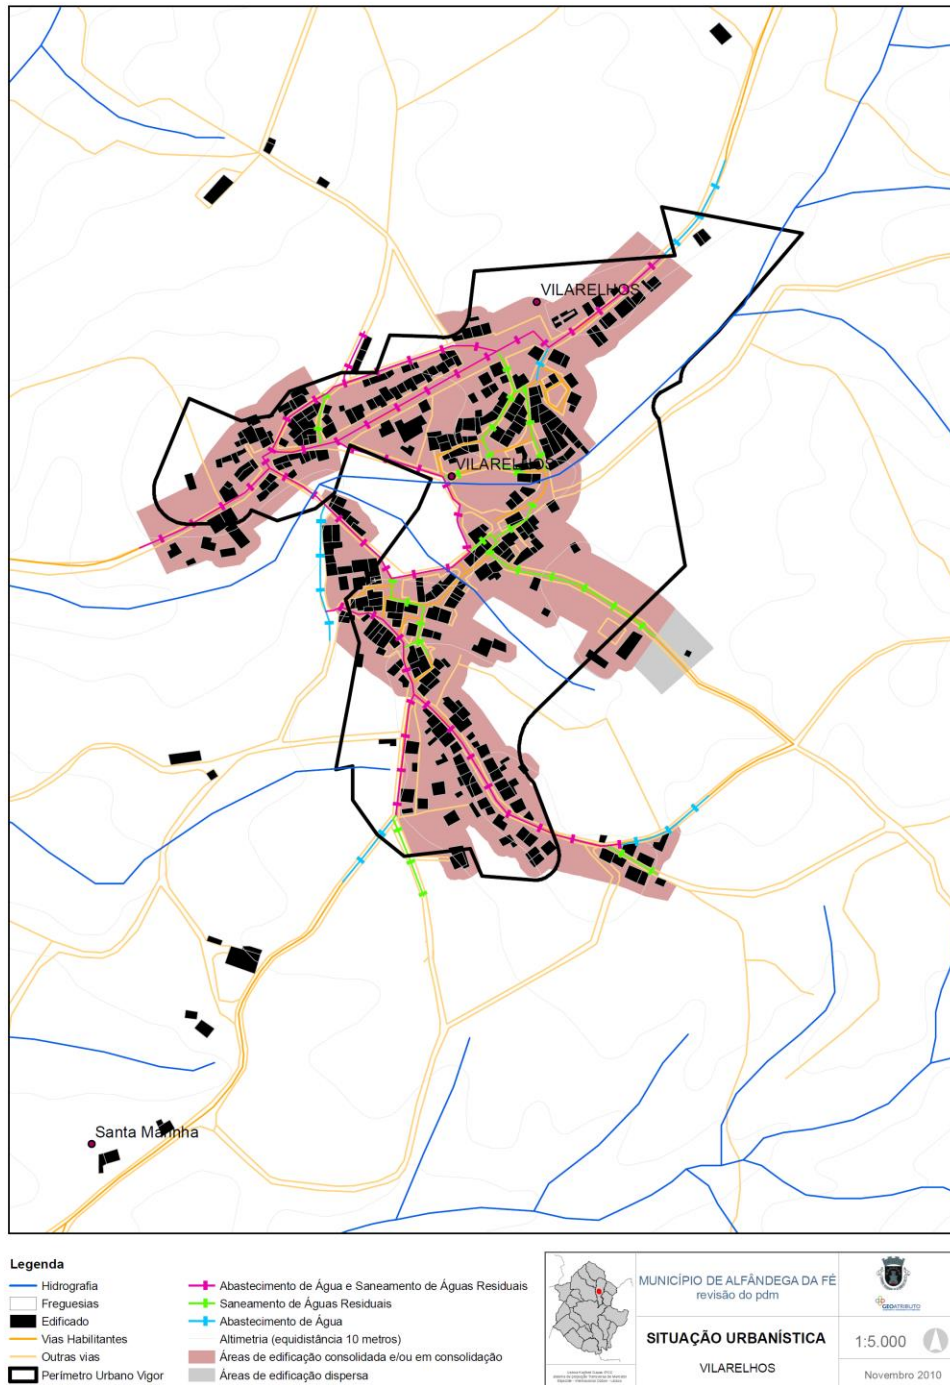 VILARELHOS
VILARELHOS
Santa Marinha
Legenda
Hidrografia
Freguesias
Edificado
Vias Habilitantes
Outras vias
Perímetro Urbano Vigor
Abastecimento de Água e Saneamento de Águas Residuais
Saneamento de Águas Residuais
Abastecimento de Água
Altimetria (equidistância 10 metros)
Áreas de edificação consolidada e/ou em consolidação
Áreas de edificação dispersa
MUNICÍPIO DE ALFÂNDEGA DA FÉ
revisão do pdm
SITUAÇÃO URBANÍSTICA
VILARELHOS
GEOATRIBUTO
1:5.000
Novembro 2010